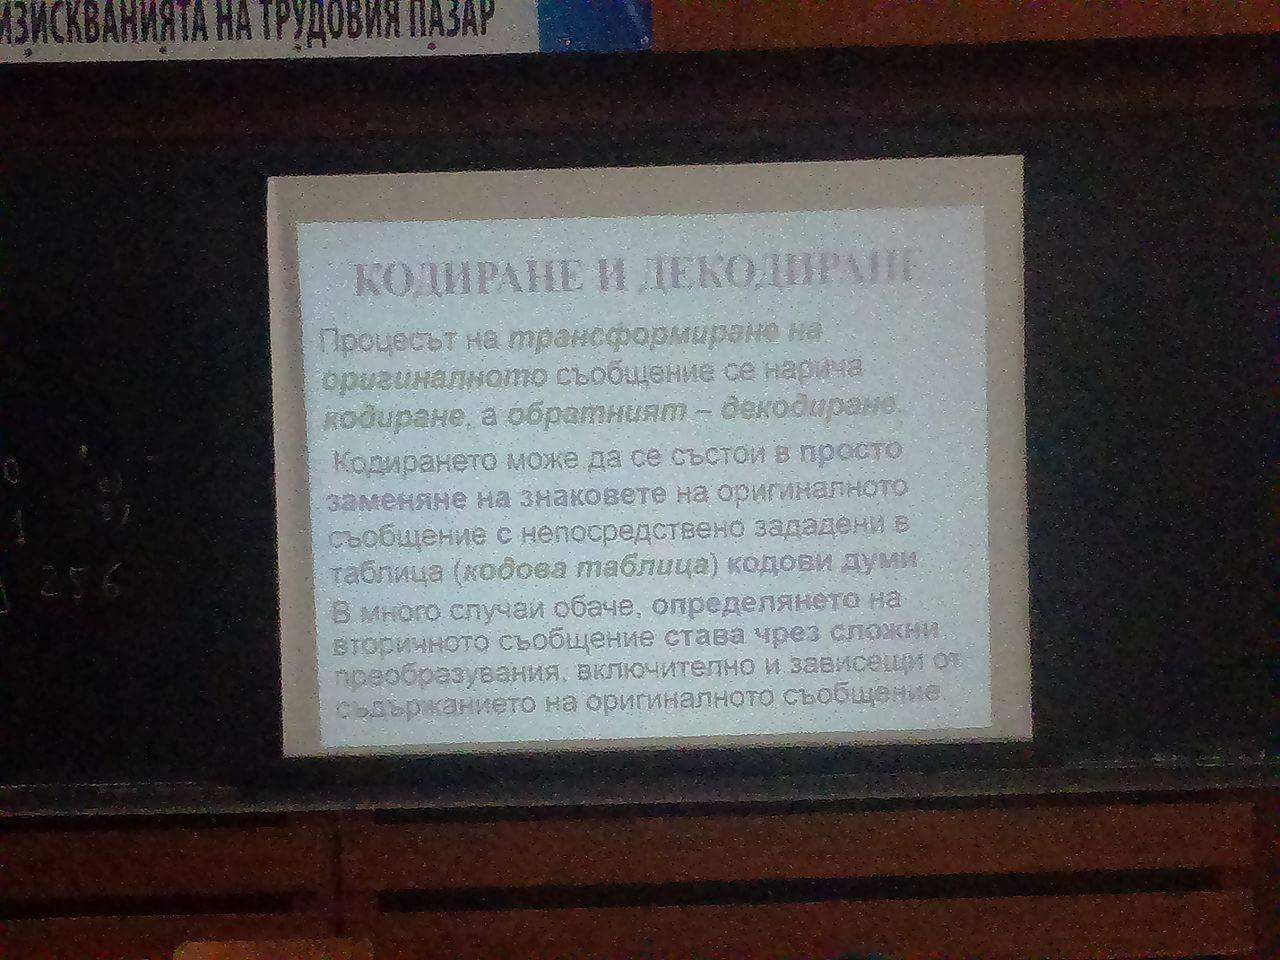 ИЗИСКВАНИЯТА НА ТРУДОВИЯ ПАЗАР
КОДИРАНЕ И ДЕКОДИРАНЕ
Процесът на трансформиране на
оригиналното съобщение се нарича
кодиране, а обратният – декодиране.
Кодирането може да се състои в просто
заменяне на знаковете на оригиналното
съобщение с непосредствено зададени в
таблица (кодова таблица) кодови думи.
В много случаи обаче, определянето на
вторичното съобщение става чрез сложни
преобразувания, включително и зависещи от
съдържанието на оригиналното съобщение.
0
1
256